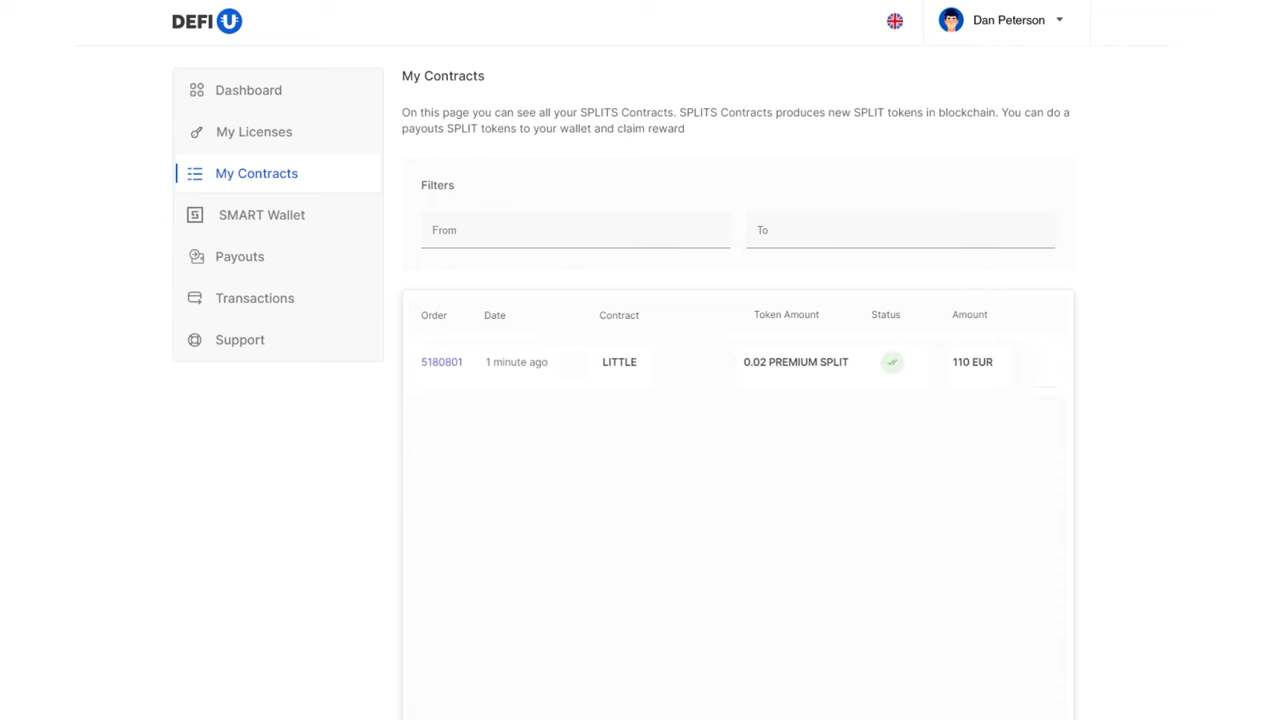 DEFI U
Dan Peterson
Dashboard
My Licenses
My Contracts
SMART Wallet
Payouts
Transactions
Support
My Contracts
On this page you can see all your SPLITS Contracts. SPLITS Contracts produces new SPLIT tokens in blockchain. You can do a
payouts SPLIT tokens to your wallet and claim reward
Filters
From To
Order Date Contract Token Amount Status Amount
5180801 1 minute ago LITTLE 0.02 PREMIUM SPLIT 110 EUR